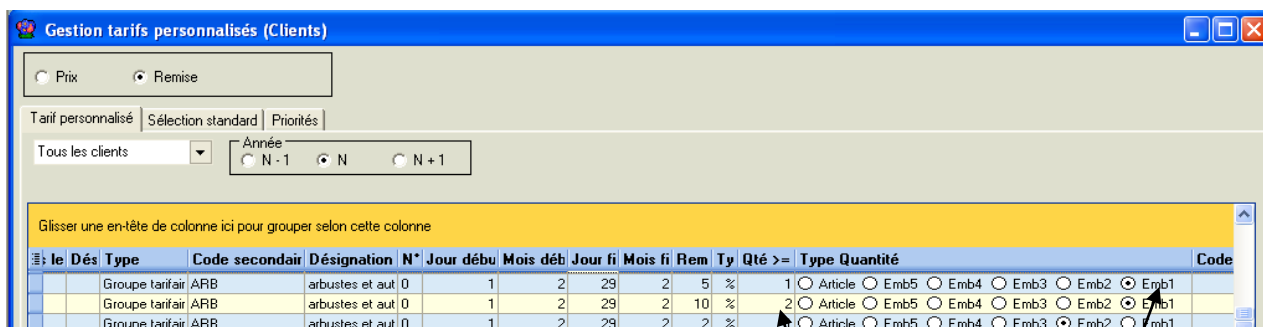 Gestion tarifs personnalisés (Clients)
Prix Remise
Tarif personnalisé Sélection standard Priorités
Tous les clients Année N - 1 N N + 1
Glisser une en-tête de colonne ici pour grouper selon cette colonne
s le Dés Type Code secondair Désignation N° Jour débu Mois déb Jour fi Mois fi Rem Ty Qté >= Type Quantité Code
Groupe tarifair ARB arbustes et aut 0 1 2 29 2 5 % 1 Article Emb5 Emb4 Emb3 Emb2 Emb1
Groupe tarifair ARB arbustes et aut 0 1 2 29 2 10 % 2 Article Emb5 Emb4 Emb3 Emb2 Emb1
Groupe tarifair ARB arbustes et aut 0 1 2 29 2 2 % Article Emb5 Emb4 Emb3 Emb2 Emb1